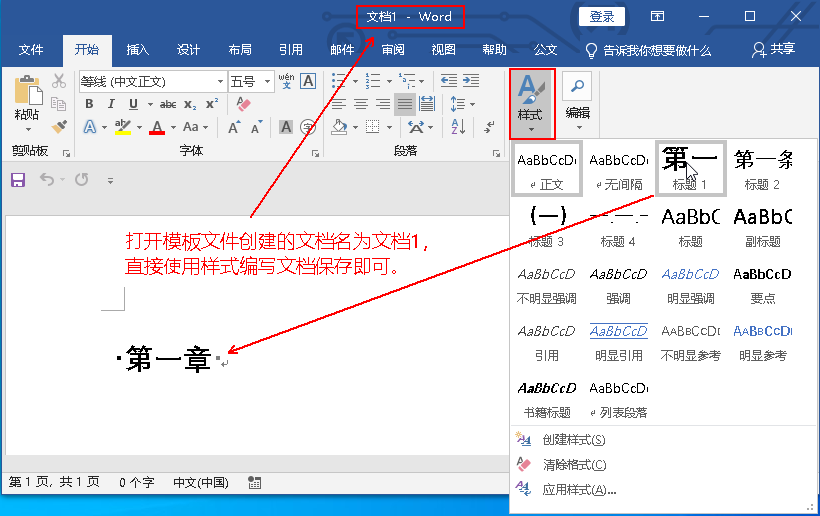 文档1 - Word
登录
文件 开始 插入 设计 布局 引用 邮件 审阅 视图 帮助 公文 告诉我你想要做什么 共享
等线 (中文正文) 五号 wén A
粘贴
B I U abc x₂ x²
A ab A Aa A A A 字
样式
编辑
剪贴板 字体 段落
AaBbCcDc AaBbCcDc 第一 第一条
正文 无间隔 标题 1 标题 2
(一) AaBbC AaBbC
标题 3 标题 4 标题 副标题
AaBbCcD AaBbCcD AaBbCcD AaBbCcD
不明显强调 强调 明显强调 要点
AaBbCcD AaBbCcD AaBbCcDc AaBbCcDc
引用 明显引用 不明显参考 明显参考
AaBbCcD AaBbCcDc
书籍标题 列表段落
创建样式(S)
清除格式(C)
应用样式(A)...
打开模板文件创建的文档名为文档1，
直接使用样式编写文档保存即可。
第一章
第 1 页，共 1 页 0 个字 中文(中国)